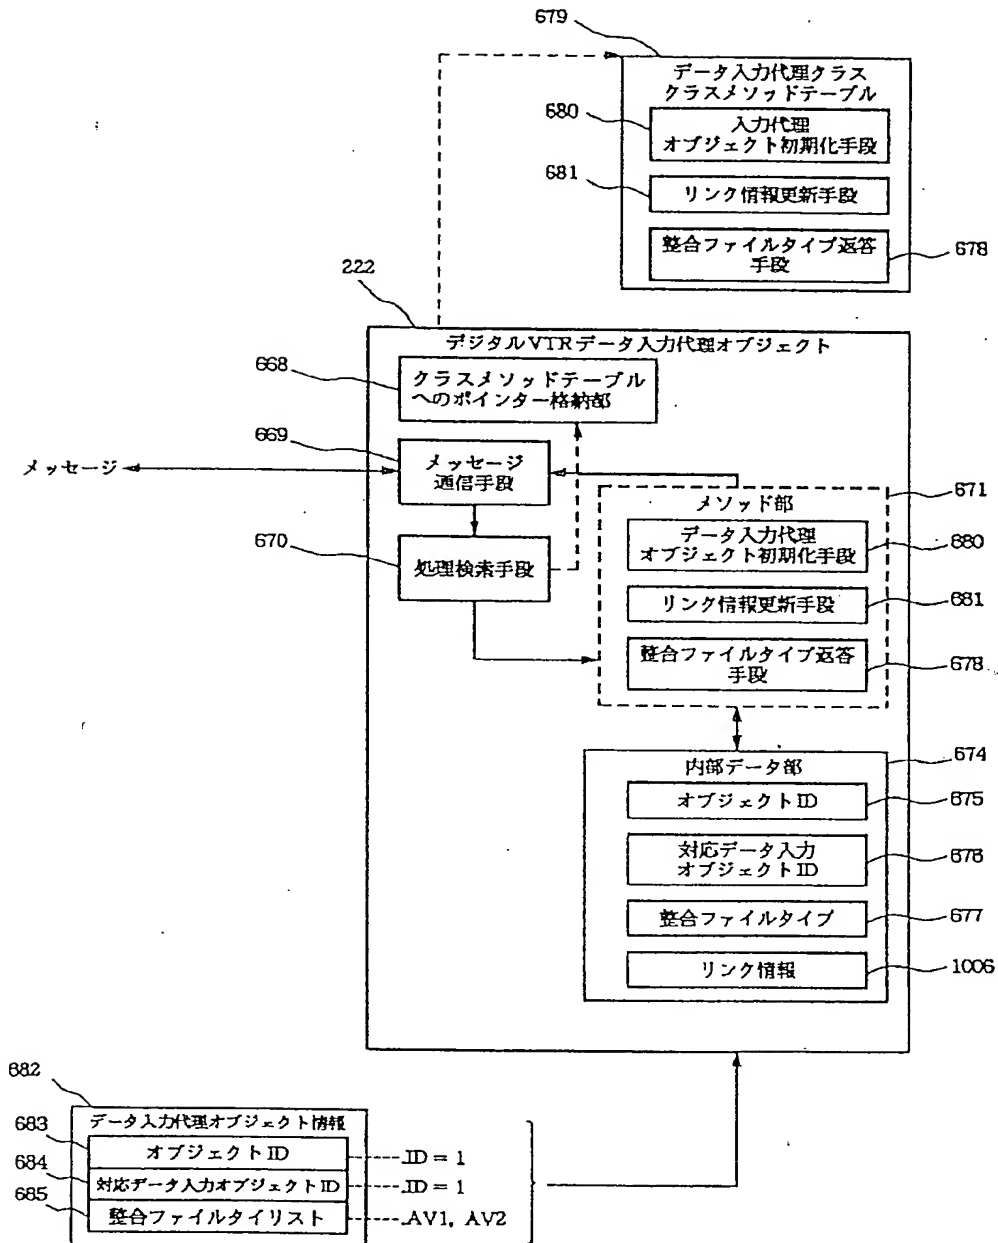 679
データ入力代理クラス
クラスメソッドテーブル
680
入力代理
オブジェクト初期化手段
681
リンク情報更新手段
整合ファイルタイプ返答
手段
678
222
デジタルVTRデータ入力代理オブジェクト
668
クラスメソッドテーブル
へのポインター格納部
669
メッセージ
メッセージ
通信手段
670
処理検索手段
671
メソッド部
データ入力代理
オブジェクト初期化手段
680
リンク情報更新手段
681
整合ファイルタイプ返答
手段
678
674
内部データ部
オブジェクトID
675
対応データ入力
オブジェクトID
676
整合ファイルタイプ
677
リンク情報
1006
682
データ入力代理オブジェクト情報
683
オブジェクトID
ID = 1
684
対応データ入力オブジェクトID
ID = 1
685
整合ファイルタイリスト
AV1, AV2